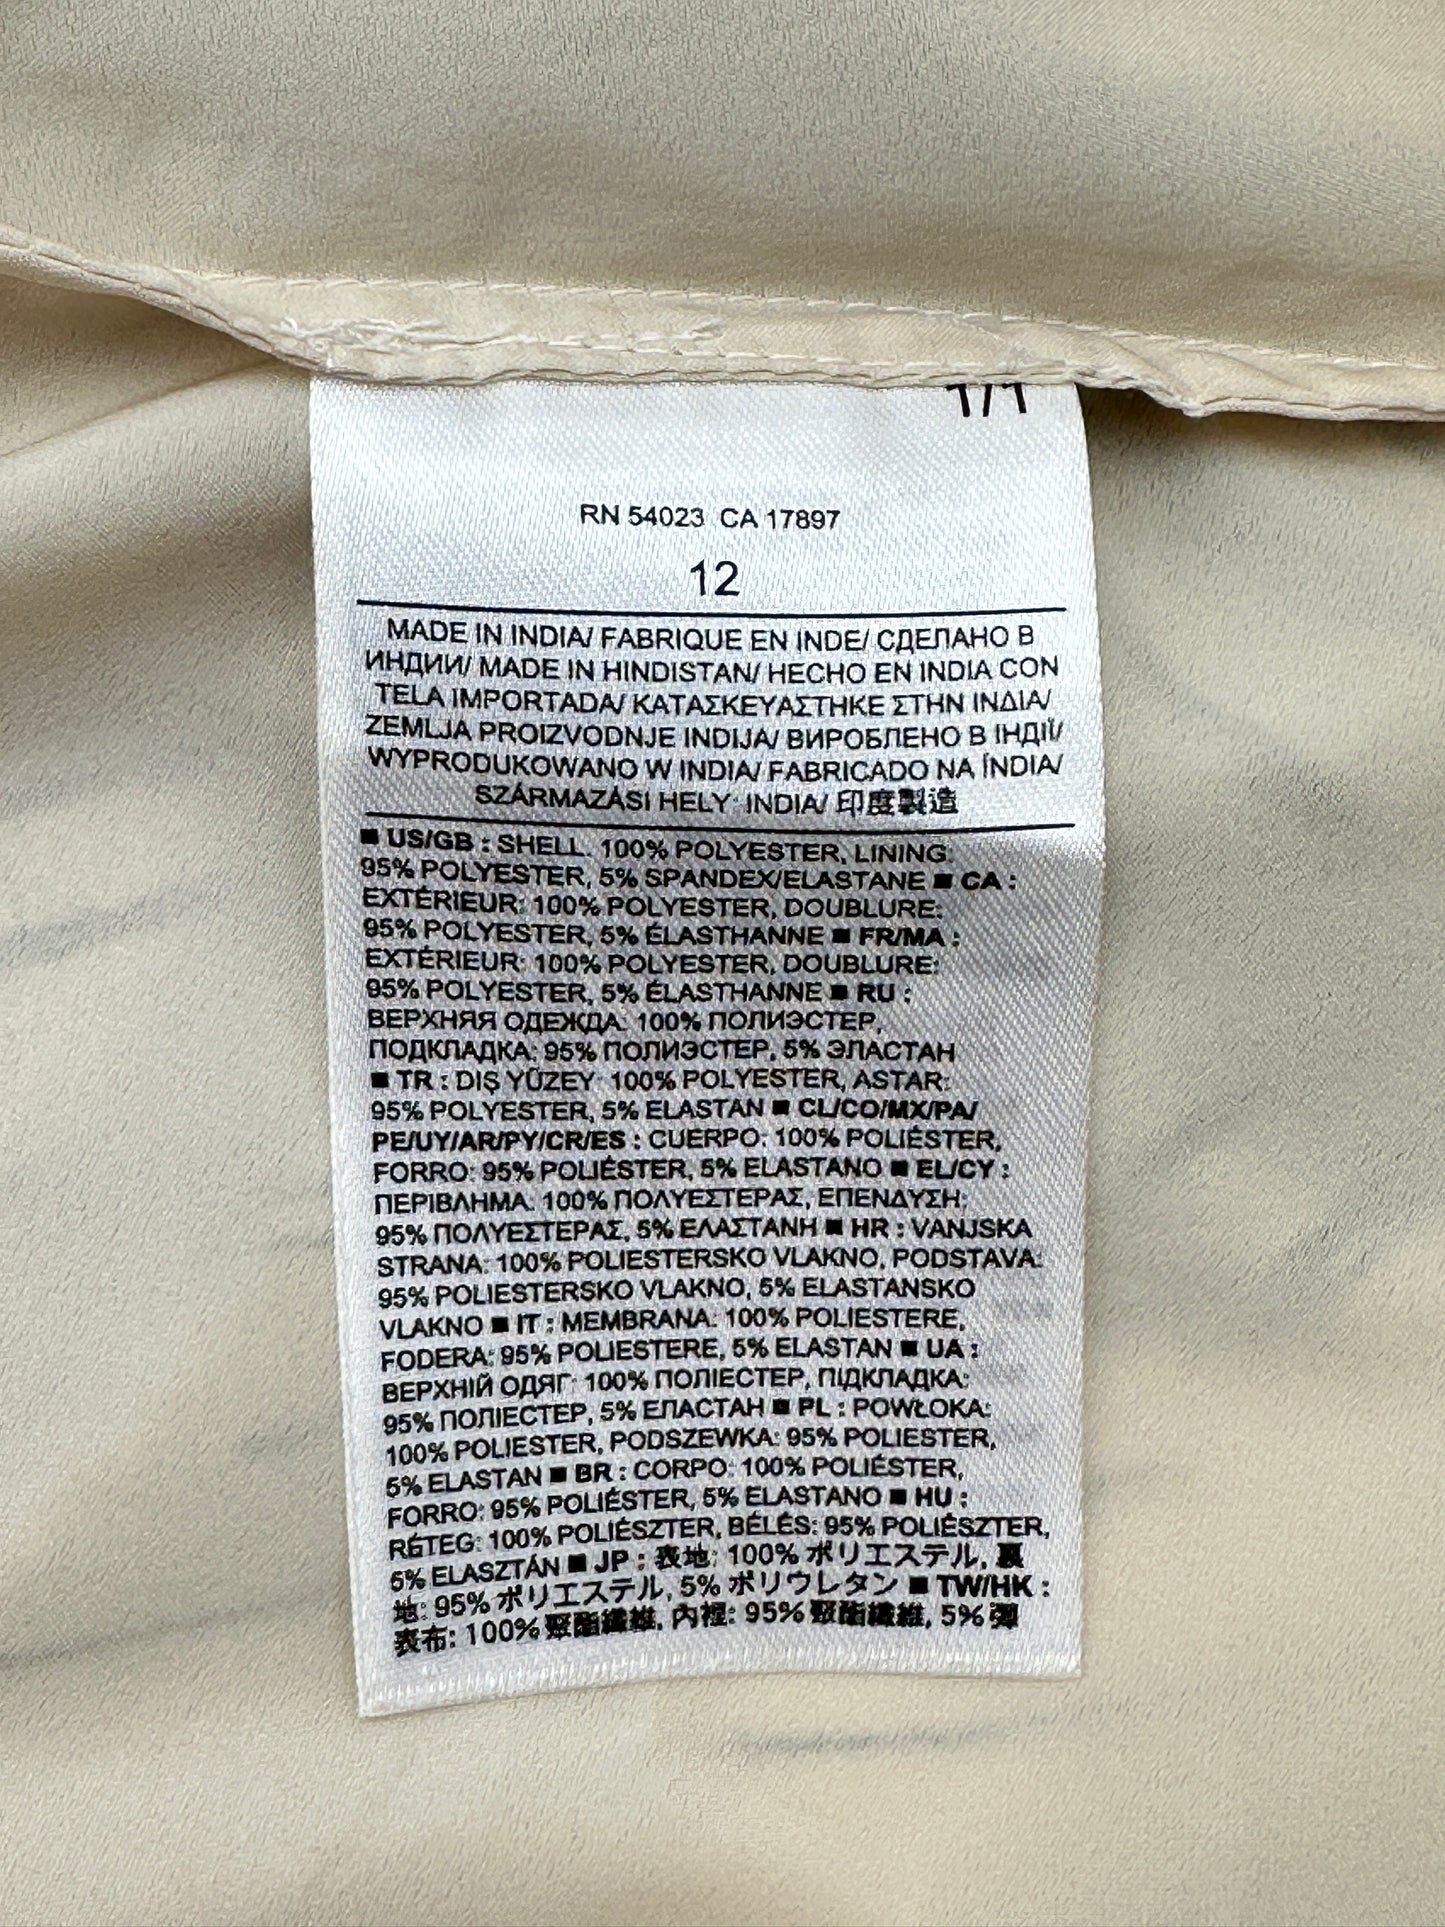 1/1
RN 54023 CA 17897
12
MADE IN INDIA/ FABRIQUE EN INDE/ СДЕЛАНО В
ИНДИИ/ MADE IN HINDISTAN/ HECHO EN INDIA CON
TELA IMPORTADA/ ΚΑΤΑΣΚΕΥΑΣΤΗΚΕ ΣΤΗΝ ΙΝΔΙΑ/
ZEMLJA PROIZVODNJE INDIJA/ ВИРОБЛЕНО В ІНДІЇ/
WYPRODUKOWANO W INDIA/ FABRICADO NA ÍNDIA/
SZÁRMAZÁSI HELY: INDIA/ 印度製造
■ US/GB : SHELL: 100% POLYESTER, LINING:
95% POLYESTER, 5% SPANDEX/ELASTANE ■ CA :
EXTÉRIEUR: 100% POLYESTER, DOUBLURE:
95% POLYESTER, 5% ÉLASTHANNE ■ FR/MA :
EXTÉRIEUR: 100% POLYESTER, DOUBLURE:
95% POLYESTER, 5% ÉLASTHANNE ■ RU :
ВЕРХНЯЯ ОДЕЖДА: 100% ПОЛИЭСТЕР,
ПОДКЛАДКА: 95% ПОЛИЭСТЕР, 5% ЭЛАСТАН
■ TR : DIŞ YÜZEY: 100% POLYESTER, ASTAR:
95% POLYESTER, 5% ELASTAN ■ CL/CO/MX/PA/
PE/UY/AR/PY/CR/ES : CUERPO: 100% POLIÉSTER,
FORRO: 95% POLIÉSTER, 5% ELASTANO ■ EL/CY :
ΠΕΡΙΒΛΗΜΑ: 100% ΠΟΛΥΕΣΤΕΡΑΣ, ΕΠΕΝΔΥΣΗ:
95% ΠΟΛΥΕΣΤΕΡΑΣ, 5% ΕΛΑΣΤΑΝΗ ■ HR : VANJSKA
STRANA: 100% POLIESTERSKO VLAKNO, PODSTAVA:
95% POLIESTERSKO VLAKNO, 5% ELASTANSKO
VLAKNO ■ IT : MEMBRANA: 100% POLIESTERE,
FODERA: 95% POLIESTERE, 5% ELASTAN ■ UA :
ВЕРХНІЙ ОДЯГ: 100% ПОЛІЕСТЕР, ПІДКЛАДКА:
95% ПОЛІЕСТЕР, 5% ЕЛАСТАН ■ PL : POWŁOKA:
100% POLIESTER, PODSZEWKA: 95% POLIESTER,
5% ELASTAN ■ BR : CORPO: 100% POLIÉSTER,
FORRO: 95% POLIÉSTER, 5% ELASTANO ■ HU :
RÉTEG: 100% POLIÉSZTER, BÉLÉS: 95% POLIÉSZTER,
5% ELASZTÁN ■ JP : 表地: 100% ポリエステル, 裏
地: 95% ポリエステル, 5% ポリウレタン ■ TW/HK :
表布: 100% 聚酯纖維, 內裡: 95% 聚酯纖維, 5% 彈